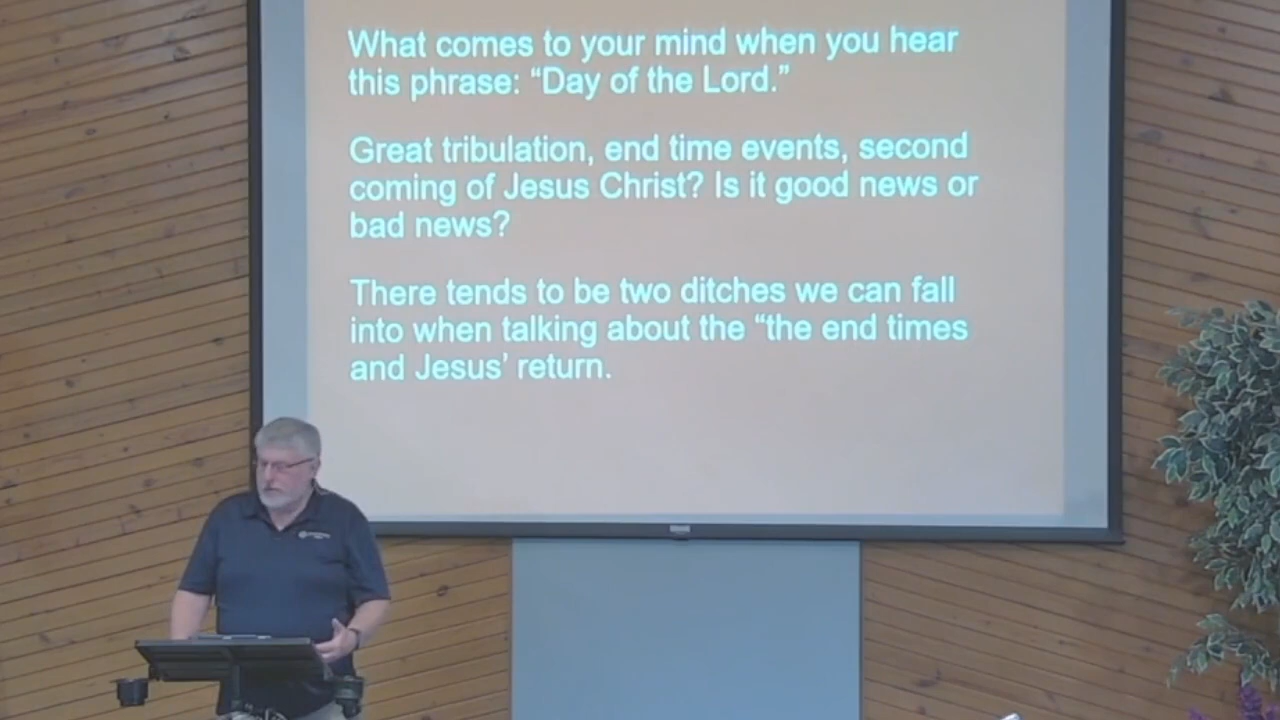 What comes to your mind when you hear
this phrase: “Day of the Lord.”
Great tribulation, end time events, second
coming of Jesus Christ? Is it good news or
bad news?
There tends to be two ditches we can fall
into when talking about the “the end times
and Jesus’ return.